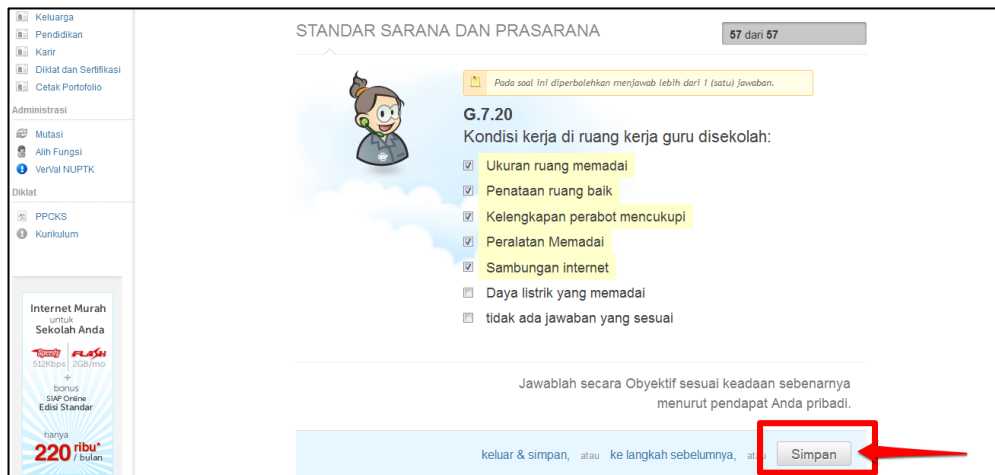 Keluarga
Pendidikan
Karir
Diklat dan Sertifikasi
Cetak Portofolio
Administrasi
Mutasi
Alih Fungsi
VerVal NUPTK
Diklat
PPCKS
Kurikulum
Internet Murah
untuk
Sekolah Anda
Speedy FLASH
512Kbps 2GB/mo
+
bonus
SIAP Online
Edisi Standar
hanya
220 ribu*
/ bulan
STANDAR SARANA DAN PRASARANA
57 dari 57
Pada soal ini diperbolehkan menjawab lebih dari 1 (satu) jawaban.
G.7.20
Kondisi kerja di ruang kerja guru disekolah:
Ukuran ruang memadai
Penataan ruang baik
Kelengkapan perabot mencukupi
Peralatan Memadai
Sambungan internet
Daya listrik yang memadai
tidak ada jawaban yang sesuai
Jawablah secara Obyektif sesuai keadaan sebenarnya
menurut pendapat Anda pribadi.
keluar & simpan, atau ke langkah sebelumnya, Simpan